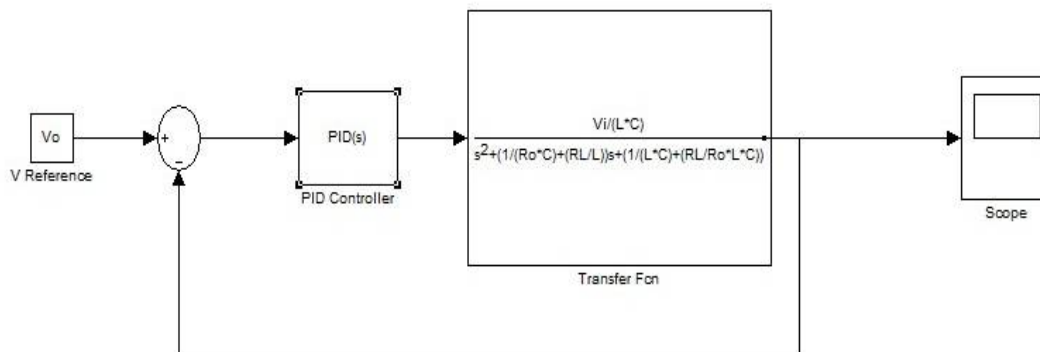 Vo
V Reference
+
−
PID(s)
PID Controller
Vi/(L*C)
s²+(1/(Ro*C)+(RL/L))s+(1/(L*C)+(RL/Ro*L*C))
Transfer Fcn
Scope